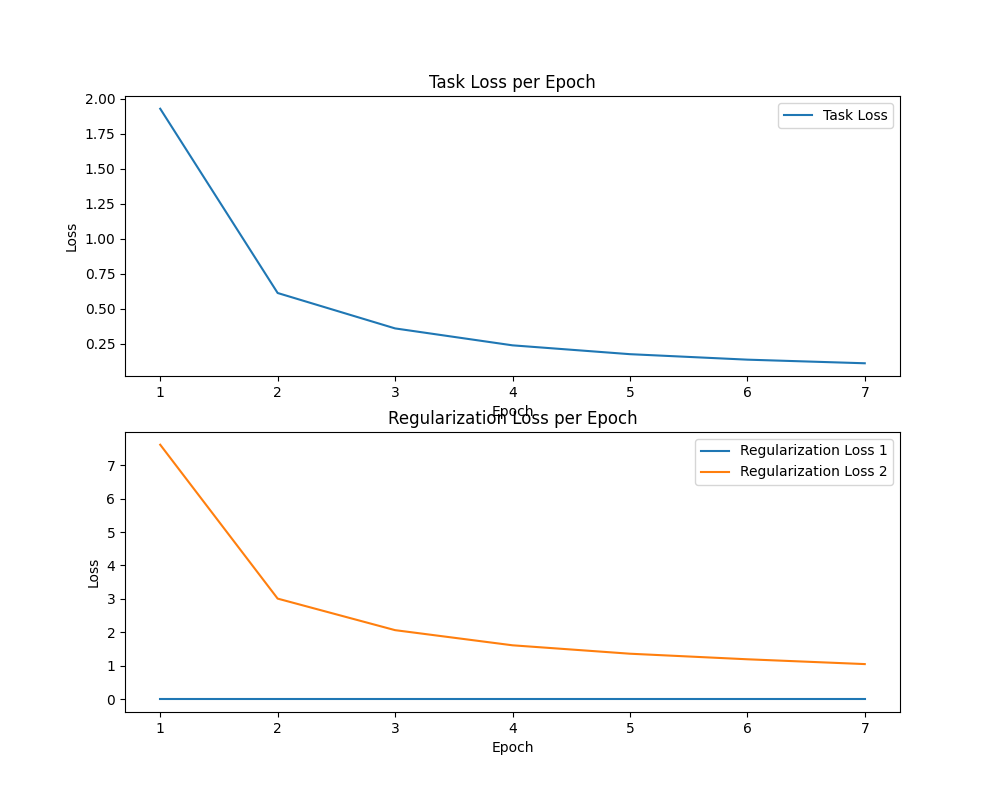 Task Loss per Epoch
Task Loss
Loss
2.00
1.75
1.50
1.25
1.00
0.75
0.50
0.25
1 2 3 4 5 6 7
Epoch
Regularization Loss per Epoch
Regularization Loss 1
Regularization Loss 2
Loss
7
6
5
4
3
2
1
0
1 2 3 4 5 6 7
Epoch